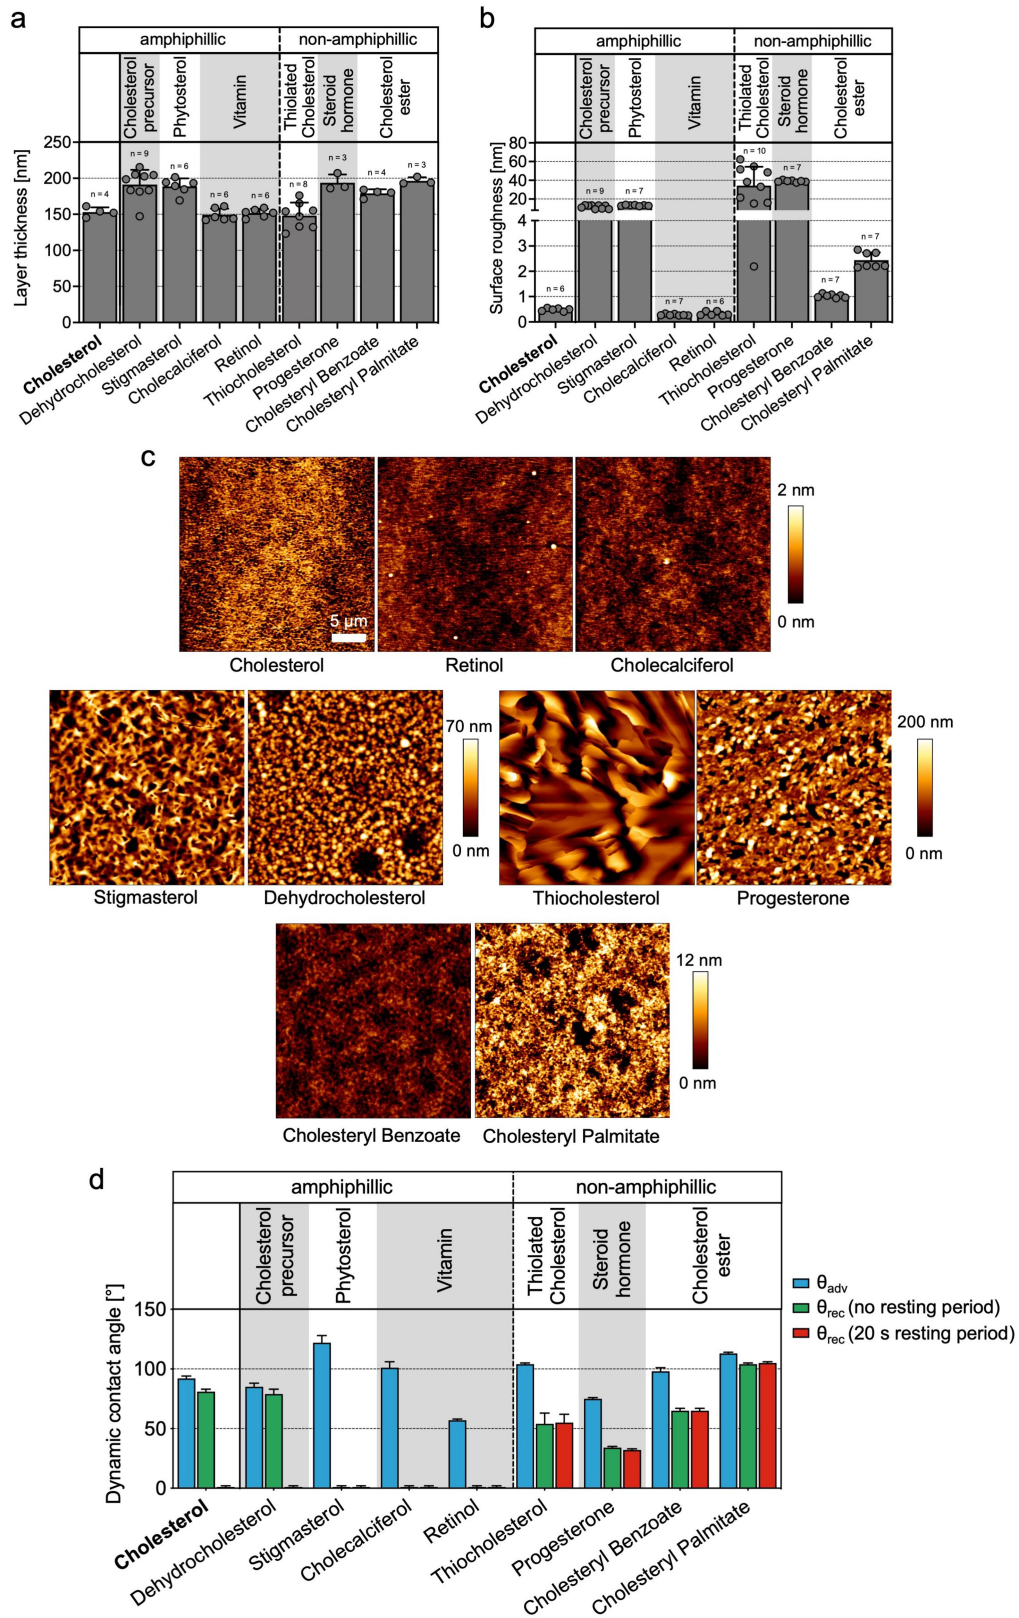 a
amphiphillic
non-amphiphillic
Cholesterol
precursor
Phytosterol
Vitamin
Thiolated
Cholesterol
Steroid
hormone
Cholesterol
ester
Layer thickness [nm]
250
200
150
100
50
0
n = 4
n = 9
n = 6
n = 6
n = 6
n = 8
n = 3
n = 4
n = 3
Cholesterol
Dehydrocholesterol
Stigmasterol
Cholecalciferol
Retinol
Thiocholesterol
Progesterone
Cholesteryl Benzoate
Cholesteryl Palmitate
b
amphiphillic
non-amphiphillic
Cholesterol
precursor
Phytosterol
Vitamin
Thiolated
Cholesterol
Steroid
hormone
Cholesterol
ester
Surface roughness [nm]
80
60
40
20
4
3
2
1
0
n = 6
n = 9
n = 7
n = 7
n = 6
n = 10
n = 7
n = 7
n = 7
Cholesterol
Dehydrocholesterol
Stigmasterol
Cholecalciferol
Retinol
Thiocholesterol
Progesterone
Cholesteryl Benzoate
Cholesteryl Palmitate
c
5 µm
2 nm
0 nm
Cholesterol
Retinol
Cholecalciferol
70 nm
0 nm
200 nm
0 nm
Stigmasterol
Dehydrocholesterol
Thiocholesterol
Progesterone
12 nm
0 nm
Cholesteryl Benzoate
Cholesteryl Palmitate
d
amphiphillic
non-amphiphillic
Cholesterol
precursor
Phytosterol
Vitamin
Thiolated
Cholesterol
Steroid
hormone
Cholesterol
ester
Dynamic contact angle [°]
150
100
50
0
θadv
θrec (no resting period)
θrec (20 s resting period)
Cholesterol
Dehydrocholesterol
Stigmasterol
Cholecalciferol
Retinol
Thiocholesterol
Progesterone
Cholesteryl Benzoate
Cholesteryl Palmitate